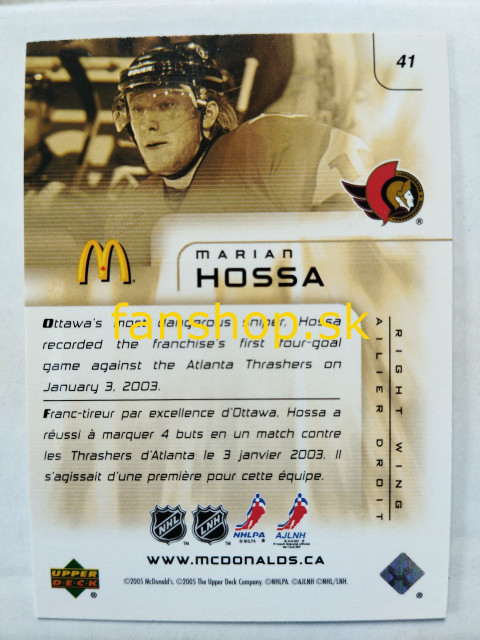 41
MARIAN
HOSSA
fanshop.sk
Ottawa's most dangerous sniper, Hossa
recorded the franchise's first four-goal
game against the Atlanta Thrashers on
January 3, 2003.
Franc-tireur par excellence d'Ottawa, Hossa a
réussi à marquer 4 buts en un match contre
les Thrashers d'Atlanta le 3 janvier 2003. Il
s'agissait d'une première pour cette équipe.
RIGHT WING
AILIER DROIT
NHL
LNH
NHLPA
AJLNH
WWW.MCDONALDS.CA
UPPER
DECK
©2005 McDonald's. ©2005 The Upper Deck Company. ©NHLPA ©AJLNH ©NHL/LNH.